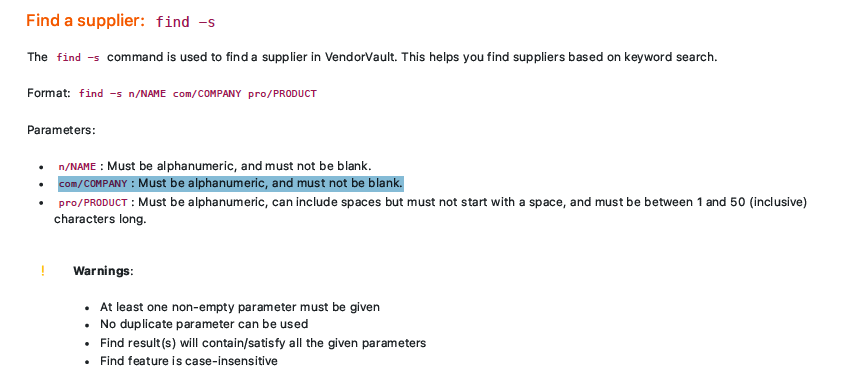 Find a supplier: find –s
The find –s command is used to find a supplier in VendorVault. This helps you find suppliers based on keyword search.
Format: find –s n/NAME com/COMPANY pro/PRODUCT
Parameters:
• n/NAME : Must be alphanumeric, and must not be blank.
• com/COMPANY : Must be alphanumeric, and must not be blank.
• pro/PRODUCT : Must be alphanumeric, can include spaces but must not start with a space, and must be between 1 and 50 (inclusive)
characters long.
! Warnings:
• At least one non-empty parameter must be given
• No duplicate parameter can be used
• Find result(s) will contain/satisfy all the given parameters
• Find feature is case-insensitive